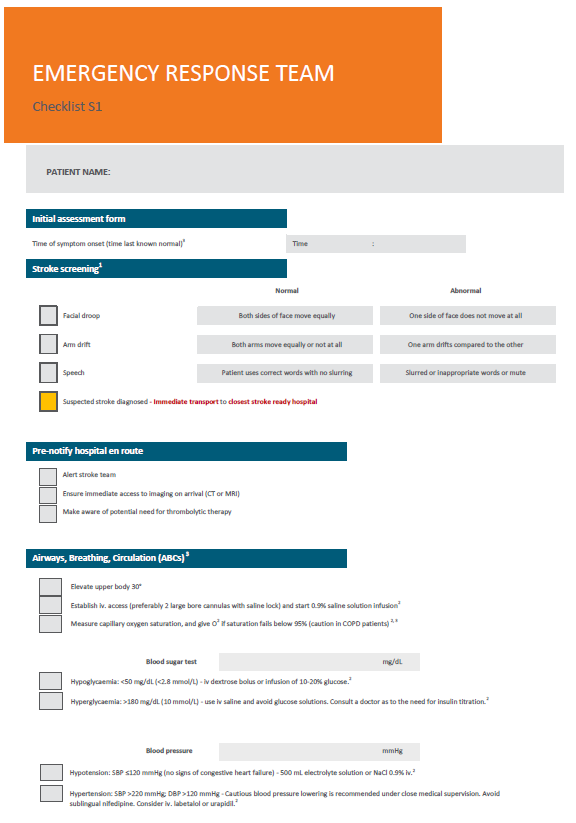 EMERGENCY RESPONSE TEAM
Checklist S1
PATIENT NAME:
Initial assessment form
Time of symptom onset (time last known normal)³
Time :
Stroke screening¹
Normal Abnormal
Facial droop Both sides of face move equally One side of face does not move at all
Arm drift Both arms move equally or not at all One arm drifts compared to the other
Speech Patient uses correct words with no slurring Slurred or inappropriate words or mute
Suspected stroke diagnosed - Immediate transport to closest stroke ready hospital
Pre-notify hospital en route
Alert stroke team
Ensure immediate access to imaging on arrival (CT or MRI)
Make aware of potential need for thrombolytic therapy
Airways, Breathing, Circulation (ABCs)³
Elevate upper body 30°
Establish iv. access (preferably 2 large bore cannulas with saline lock) and start 0.9% saline solution infusion²
Measure capillary oxygen saturation, and give O² if saturation falls below 95% (caution in COPD patients) ²,³
Blood sugar test mg/dL
Hypoglycaemia: <50 mg/dL (<2.8 mmol/L) - iv dextrose bolus or infusion of 10-20% glucose.²
Hyperglycaemia: >180 mg/dL (10 mmol/L) - use iv saline and avoid glucose solutions. Consult a doctor as to the need for insulin titration.²
Blood pressure mmHg
Hypotension: SBP ≤120 mmHg (no signs of congestive heart failure) - 500 mL electrolyte solution or NaCl 0.9% iv.²
Hypertension: SBP >220 mmHg; DBP >120 mmHg - Cautious blood pressure lowering is recommended under close medical supervision. Avoid
sublingual nifedipine. Consider iv. labetalol or urapidil.²